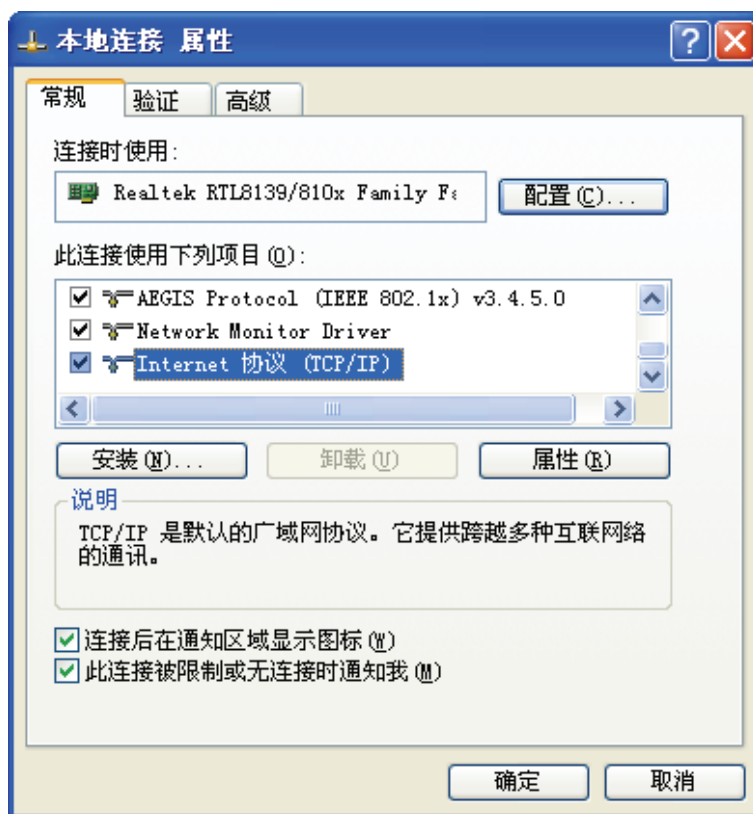 本地连接 属性
常规 验证 高级
连接时使用:
Realtek RTL8139/810x Family Fa
配置(C)...
此连接使用下列项目(O):
AEGIS Protocol (IEEE 802.1x) v3.4.5.0
Network Monitor Driver
Internet 协议 (TCP/IP)
安装(N)... 卸载(U) 属性(R)
说明
TCP/IP 是默认的广域网协议。它提供跨越多种互联网络
的通讯。
连接后在通知区域显示图标(W)
此连接被限制或无连接时通知我(M)
确定 取消